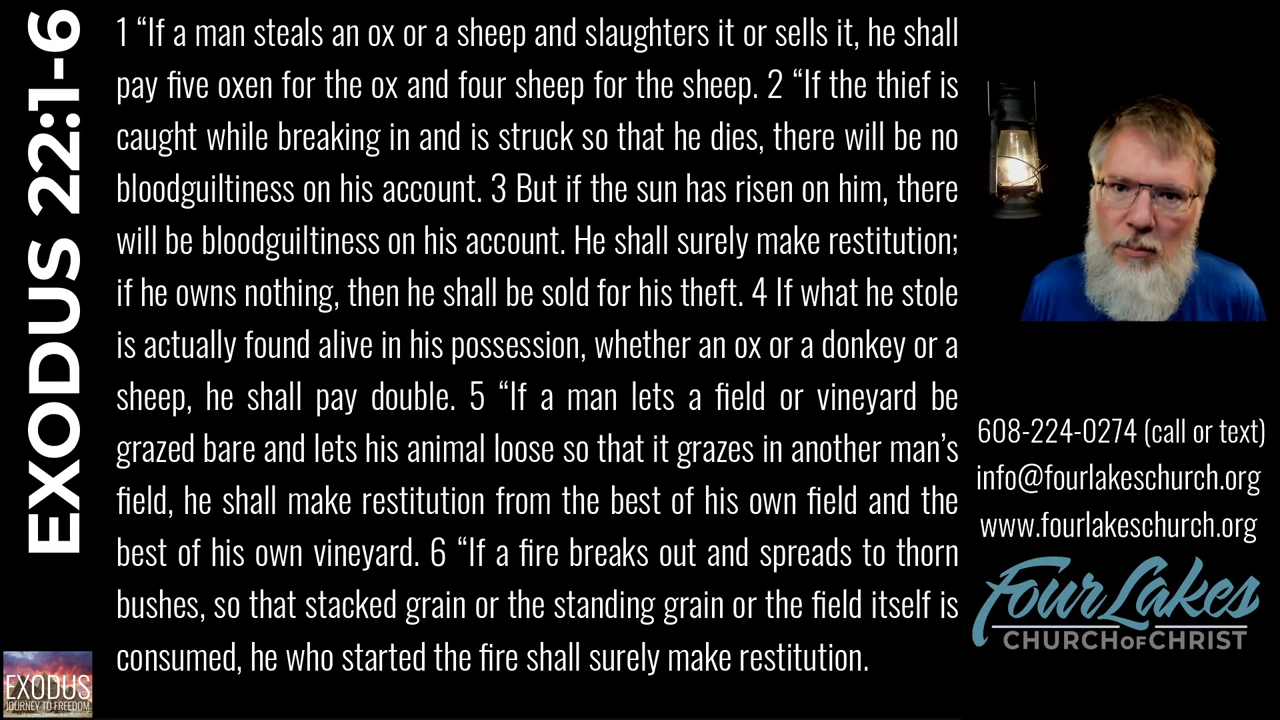 EXODUS 22:1-6
1 “If a man steals an ox or a sheep and slaughters it or sells it, he shall
pay five oxen for the ox and four sheep for the sheep. 2 “If the thief is
caught while breaking in and is struck so that he dies, there will be no
bloodguiltiness on his account. 3 But if the sun has risen on him, there
will be bloodguiltiness on his account. He shall surely make restitution;
if he owns nothing, then he shall be sold for his theft. 4 If what he stole
is actually found alive in his possession, whether an ox or a donkey or a
sheep, he shall pay double. 5 “If a man lets a field or vineyard be
grazed bare and lets his animal loose so that it grazes in another man’s
field, he shall make restitution from the best of his own field and the
best of his own vineyard. 6 “If a fire breaks out and spreads to thorn
bushes, so that stacked grain or the standing grain or the field itself is
consumed, he who started the fire shall surely make restitution.
608-224-0274 (call or text)
info@fourlakeschurch.org
www.fourlakeschurch.org
Four Lakes
CHURCH OF CHRIST
EXODUS
JOURNEY TO FREEDOM